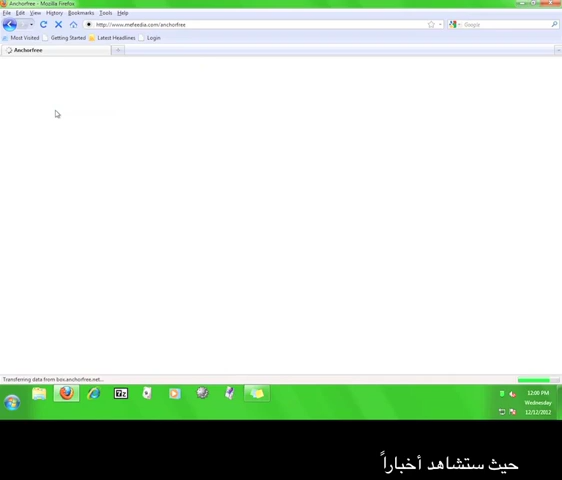 Anchorfree - Mozilla Firefox
File Edit View History Bookmarks Tools Help
http://www.mefeedia.com/anchorfree
Google
Most Visited Getting Started Latest Headlines Login
Anchorfree
Transferring data from box.anchorfree.net...
12:00 PM
Wednesday
12/12/2012
حيث ستشاهد أخباراً